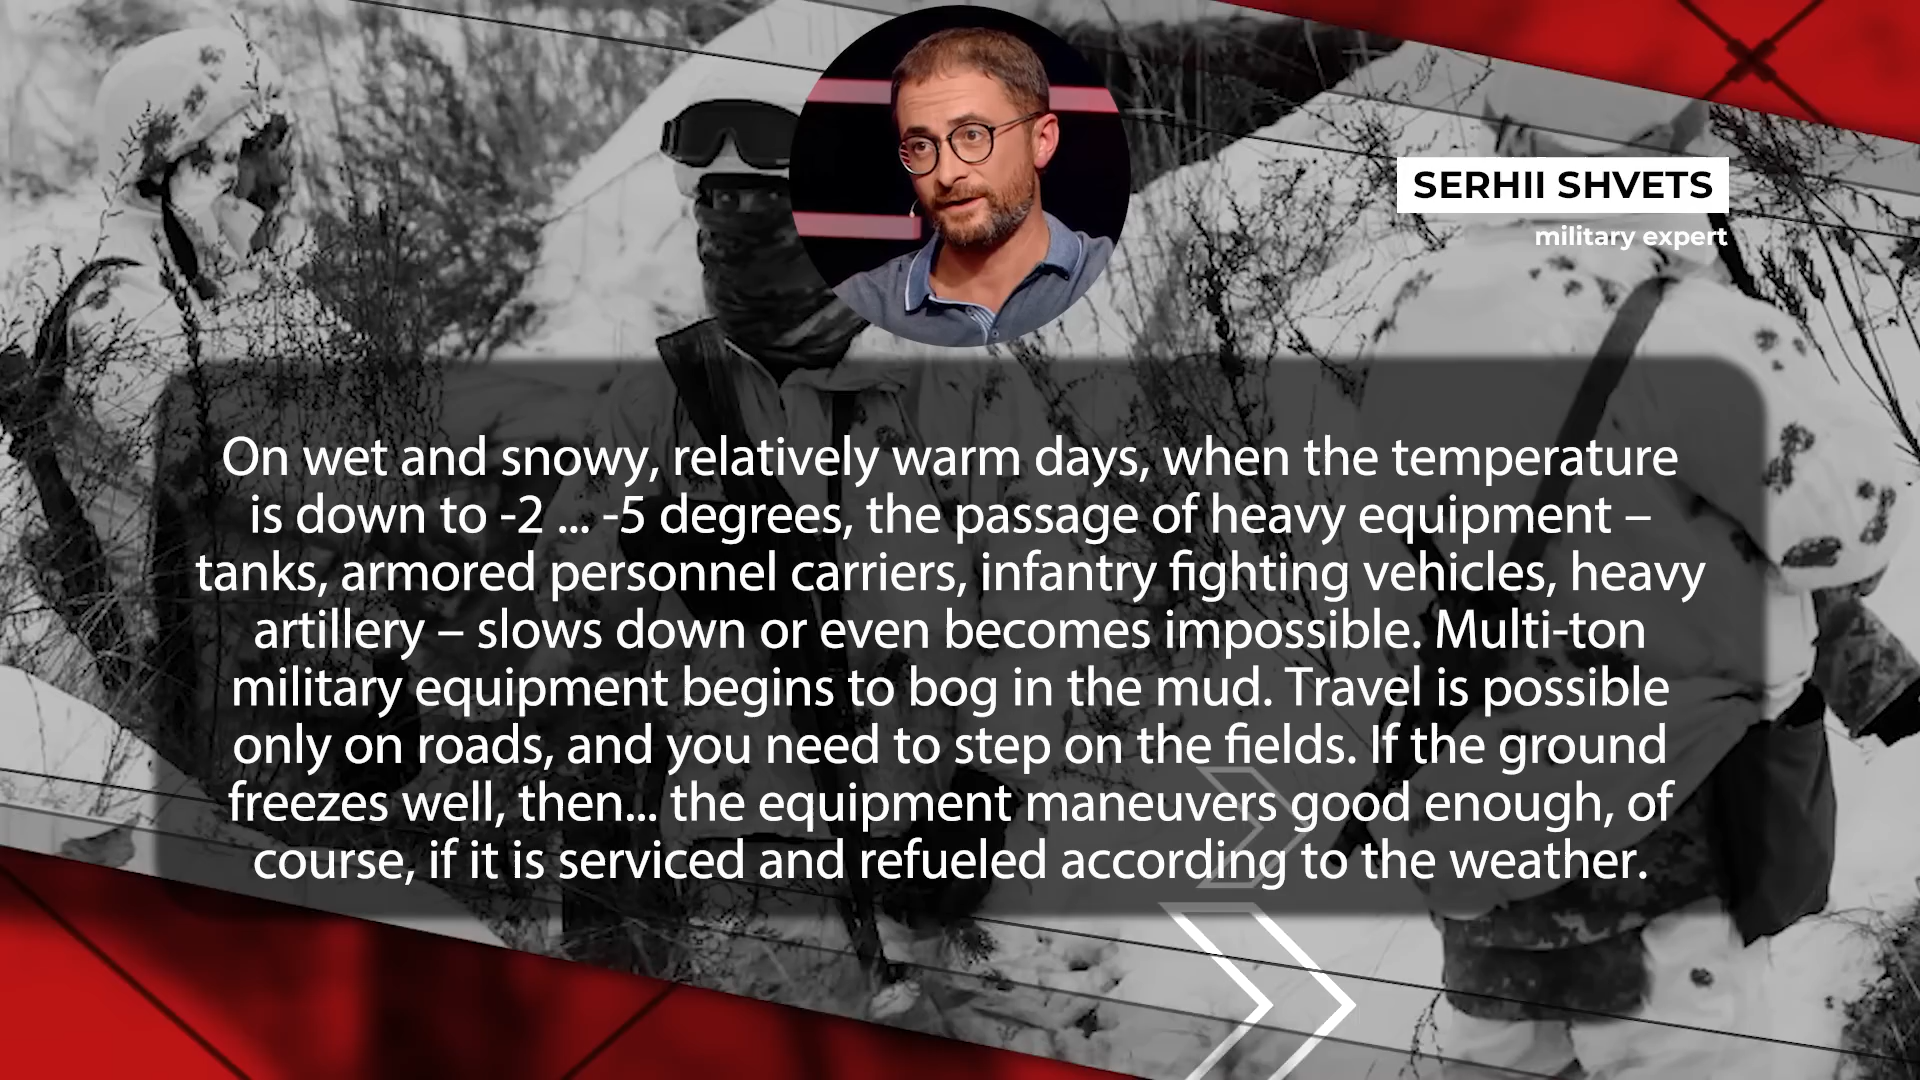 SERHII SHVETS
military expert
On wet and snowy, relatively warm days, when the temperature
is down to -2 ... -5 degrees, the passage of heavy equipment –
tanks, armored personnel carriers, infantry fighting vehicles, heavy
artillery – slows down or even becomes impossible. Multi-ton
military equipment begins to bog in the mud. Travel is possible
only on roads, and you need to step on the fields. If the ground
freezes well, then... the equipment maneuvers good enough, of
course, if it is serviced and refueled according to the weather.